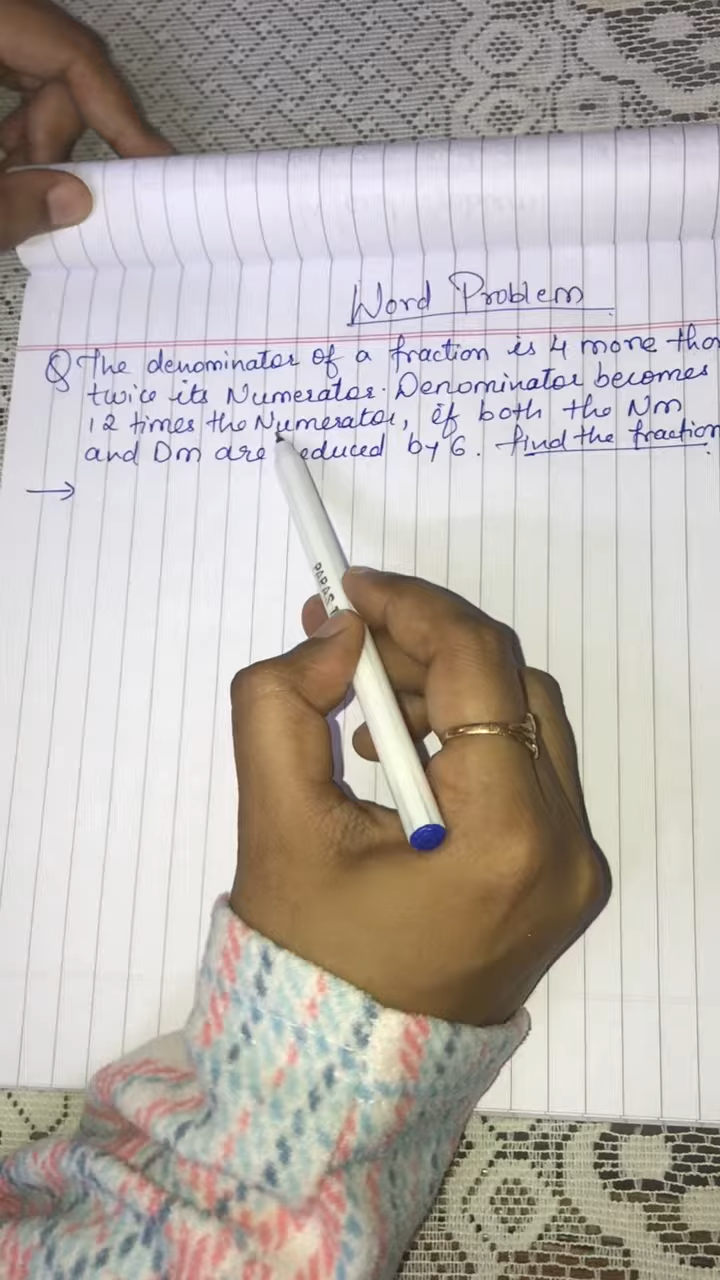 Word Problem
Q The denominator of a fraction is 4 more
twice its Numerator. Denominator becomes
12 times the Numerator, if both the Nm
and Dm are reduced by 6. find the fraction
PAPAS